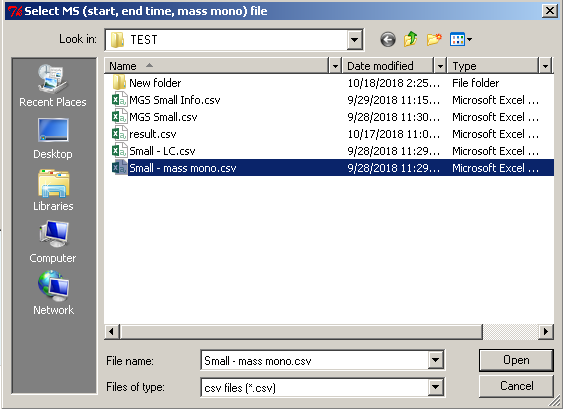 Select MS (start, end time, mass mono) file
Look in: TEST
Name Date modified Type
New folder 10/18/2018 2:25... File folder
MGS Small Info.csv 9/29/2018 11:15... Microsoft Excel ...
MGS Small.csv 9/28/2018 11:30... Microsoft Excel ...
result.csv 10/17/2018 11:0... Microsoft Excel ...
Small - LC.csv 9/28/2018 11:29... Microsoft Excel ...
Small - mass mono.csv 9/28/2018 11:29... Microsoft Excel ...
Recent Places
Desktop
Libraries
Computer
Network
File name: Small - mass mono.csv Open
Files of type: csv files (*.csv) Cancel